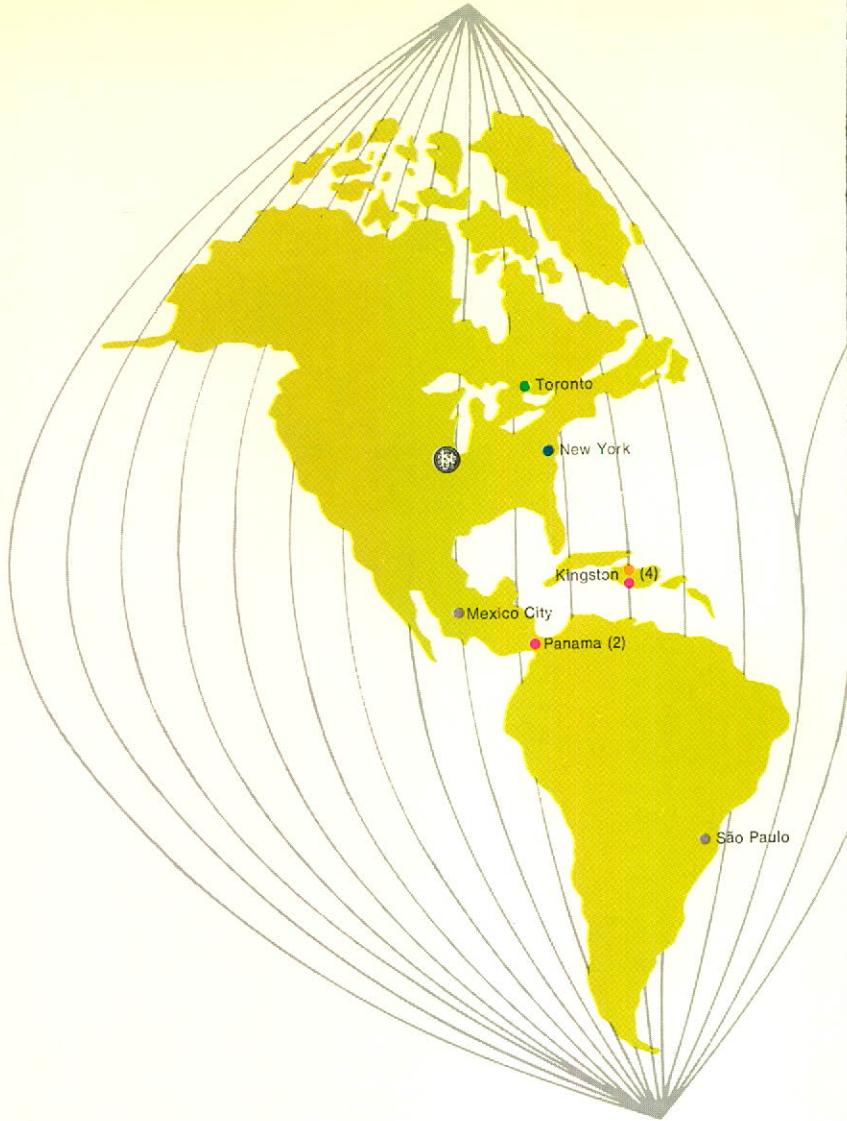 Toronto
New York
Kingston (4)
Mexico City
Panama (2)
São Paulo